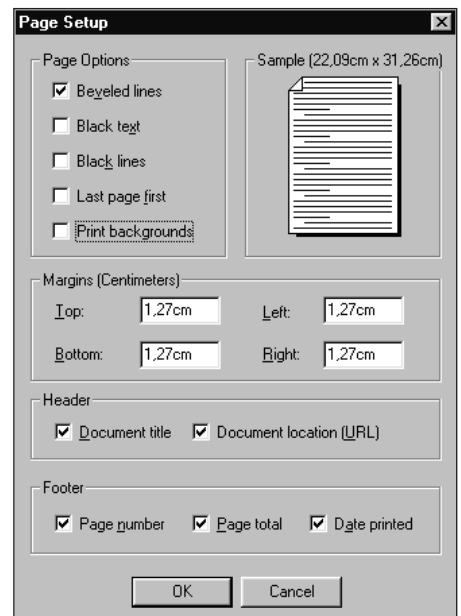 Page Setup
Page Options
Beveled lines
Black text
Black lines
Last page first
Print backgrounds
Sample (22,09cm x 31,26cm)
Margins (Centimeters)
Top: 1,27cm Left: 1,27cm
Bottom: 1,27cm Right: 1,27cm
Header
Document title Document location (URL)
Footer
Page number Page total Date printed
OK Cancel